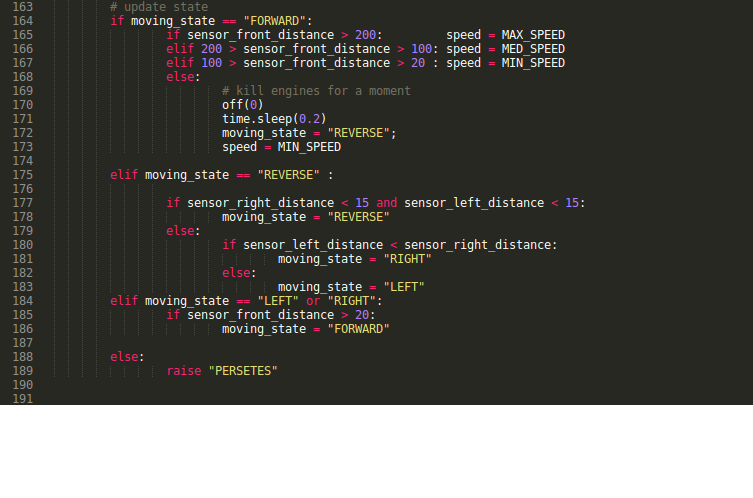 163 # update state
164 if moving_state == "FORWARD":
165 if sensor_front_distance > 200: speed = MAX_SPEED
166 elif 200 > sensor_front_distance > 100: speed = MED_SPEED
167 elif 100 > sensor_front_distance > 20 : speed = MIN_SPEED
168 else:
169 # kill engines for a moment
170 off(0)
171 time.sleep(0.2)
172 moving_state = "REVERSE";
173 speed = MIN_SPEED
174
175 elif moving_state == "REVERSE" :
176
177 if sensor_right_distance < 15 and sensor_left_distance < 15:
178 moving_state = "REVERSE"
179 else:
180 if sensor_left_distance < sensor_right_distance:
181 moving_state = "RIGHT"
182 else:
183 moving_state = "LEFT"
184 elif moving_state == "LEFT" or "RIGHT":
185 if sensor_front_distance > 20:
186 moving_state = "FORWARD"
187
188 else:
189 raise "PERSETES"
190
191